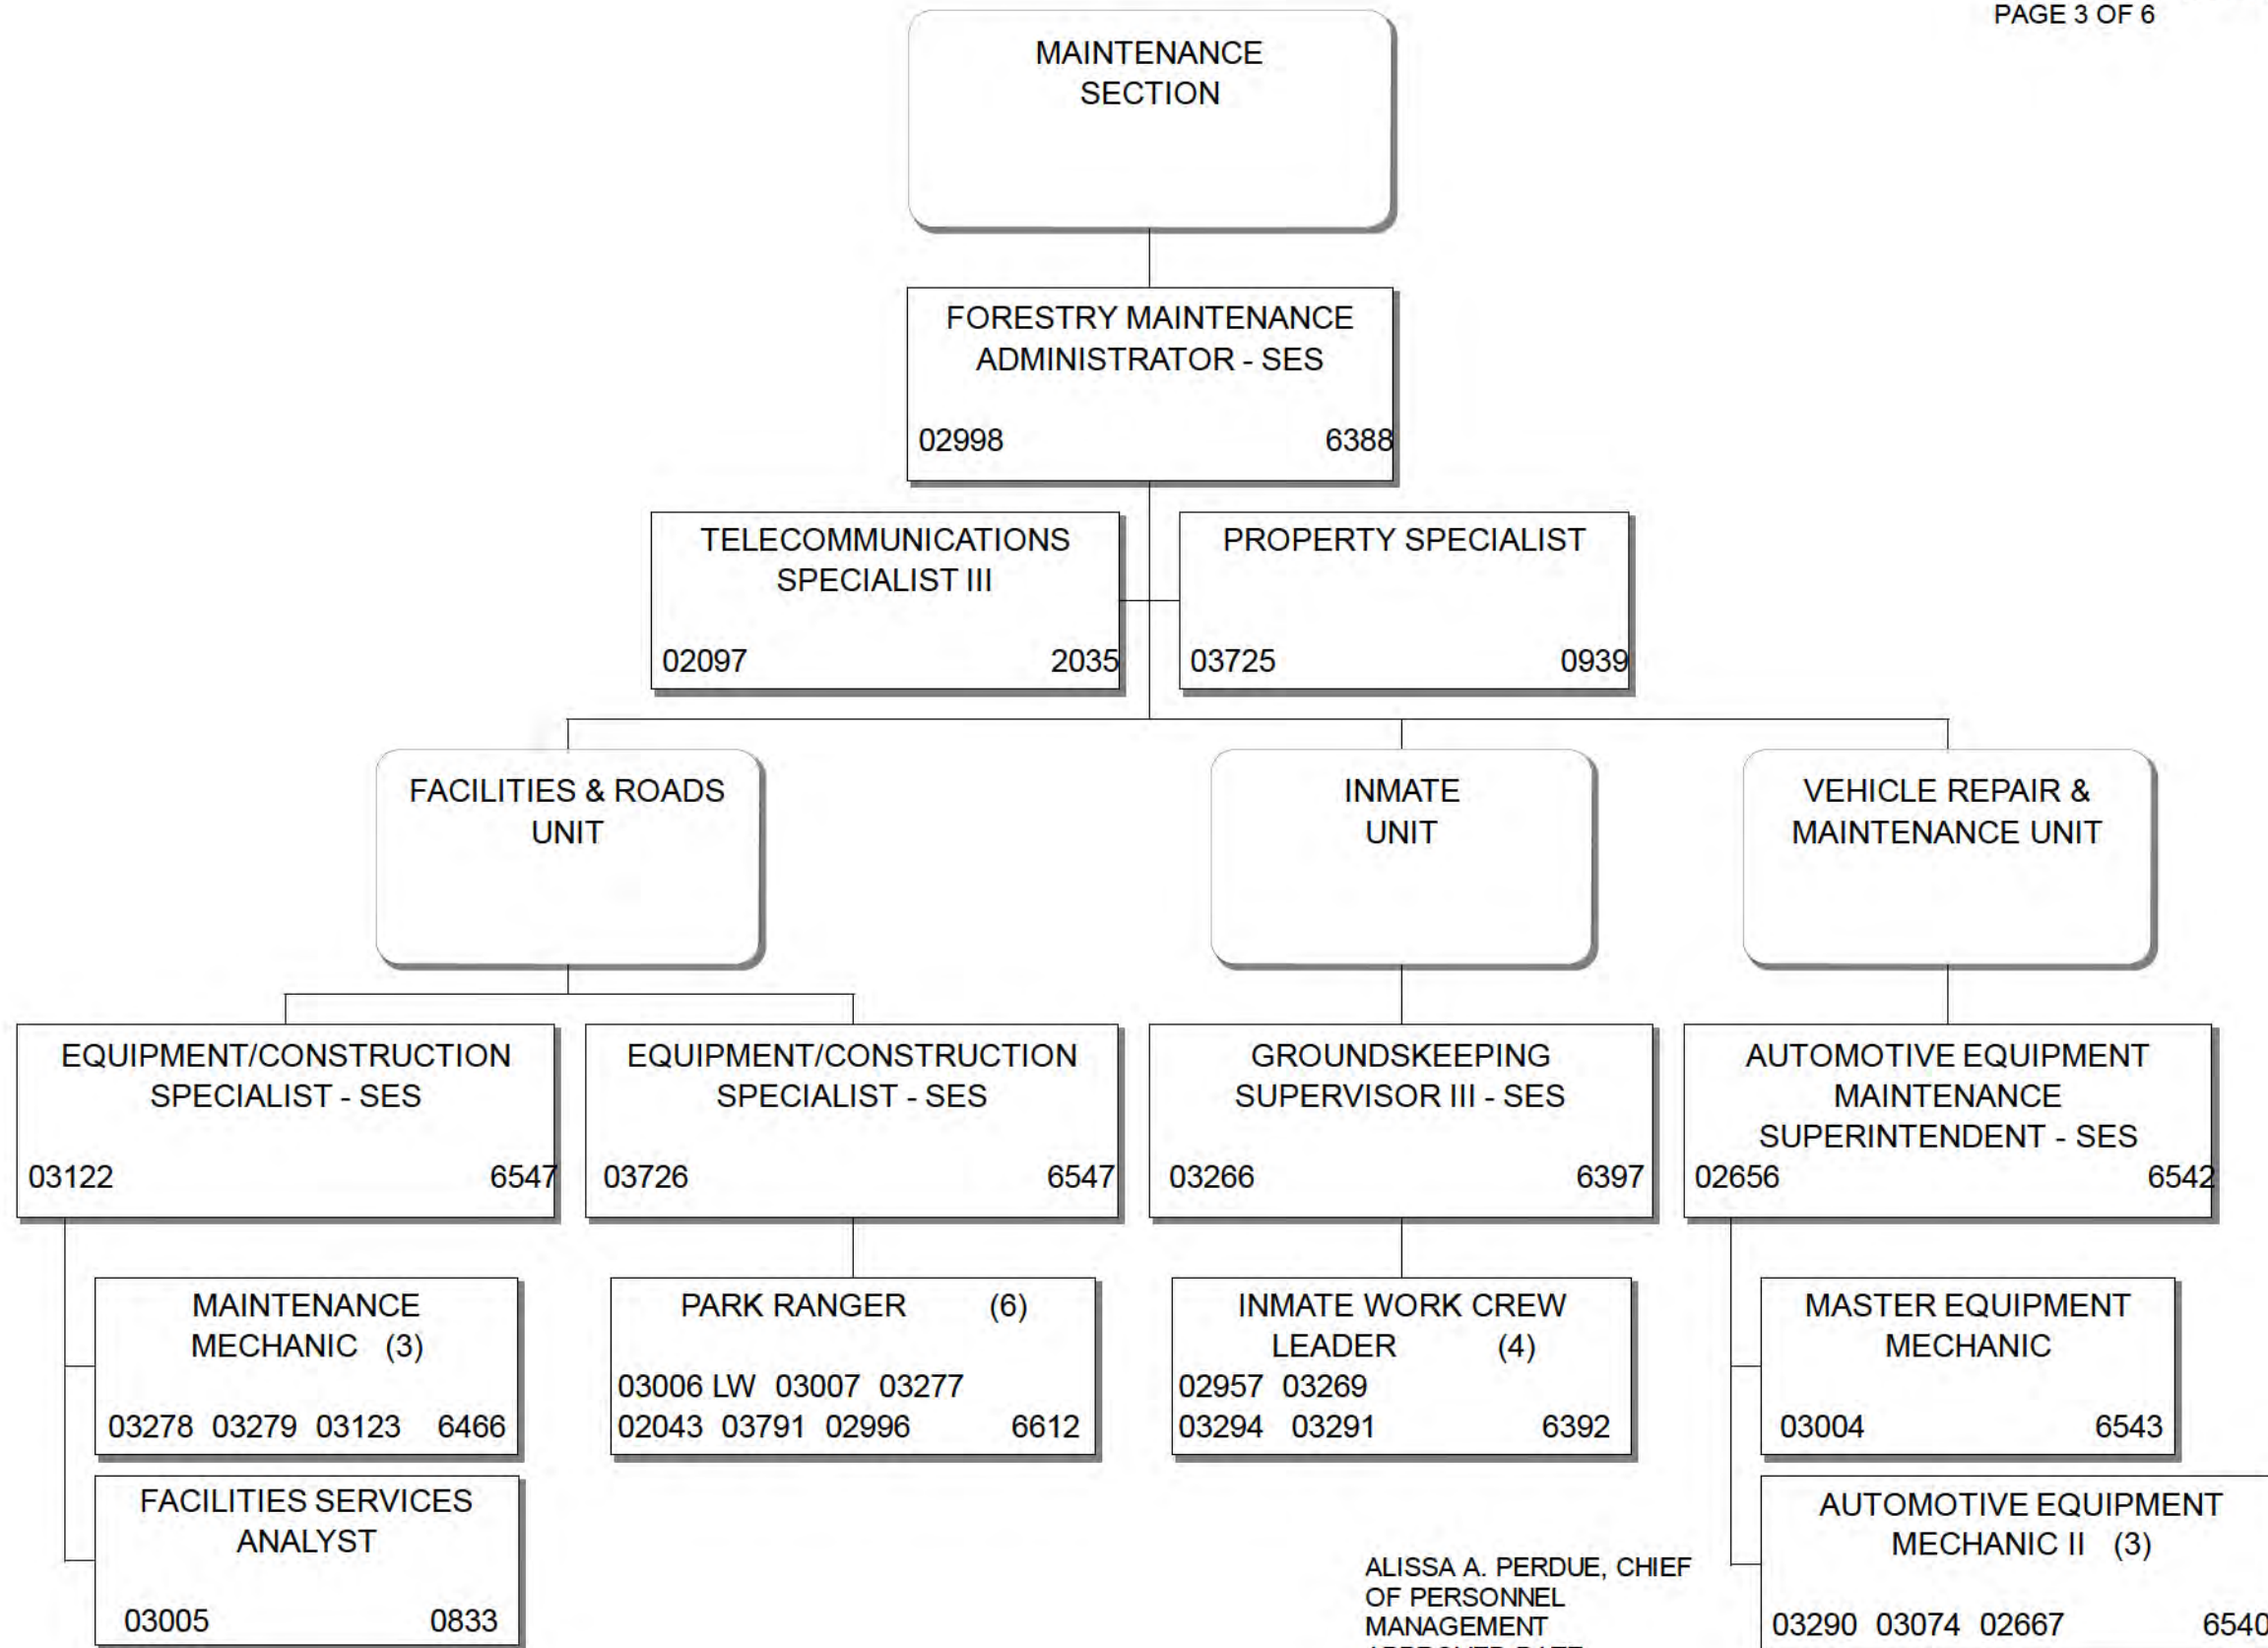 PAGE 3 OF 6
MAINTENANCE
SECTION
FORESTRY MAINTENANCE
ADMINISTRATOR - SES
02998 6388
TELECOMMUNICATIONS
SPECIALIST III
02097 2035
PROPERTY SPECIALIST
03725 0939
FACILITIES & ROADS
UNIT
INMATE
UNIT
VEHICLE REPAIR &
MAINTENANCE UNIT
EQUIPMENT/CONSTRUCTION
SPECIALIST - SES
03122 6547
EQUIPMENT/CONSTRUCTION
SPECIALIST - SES
03726 6547
GROUNDSKEEPING
SUPERVISOR III - SES
03266 6397
AUTOMOTIVE EQUIPMENT
MAINTENANCE
SUPERINTENDENT - SES
02656 6542
MAINTENANCE
MECHANIC (3)
03278 03279 03123 6466
PARK RANGER (6)
03006 LW 03007 03277
02043 03791 02996 6612
INMATE WORK CREW
LEADER (4)
02957 03269
03294 03291 6392
MASTER EQUIPMENT
MECHANIC
03004 6543
FACILITIES SERVICES
ANALYST
03005 0833
AUTOMOTIVE EQUIPMENT
MECHANIC II (3)
03290 03074 02667 6540
ALISSA A. PERDUE, CHIEF
OF PERSONNEL
MANAGEMENT